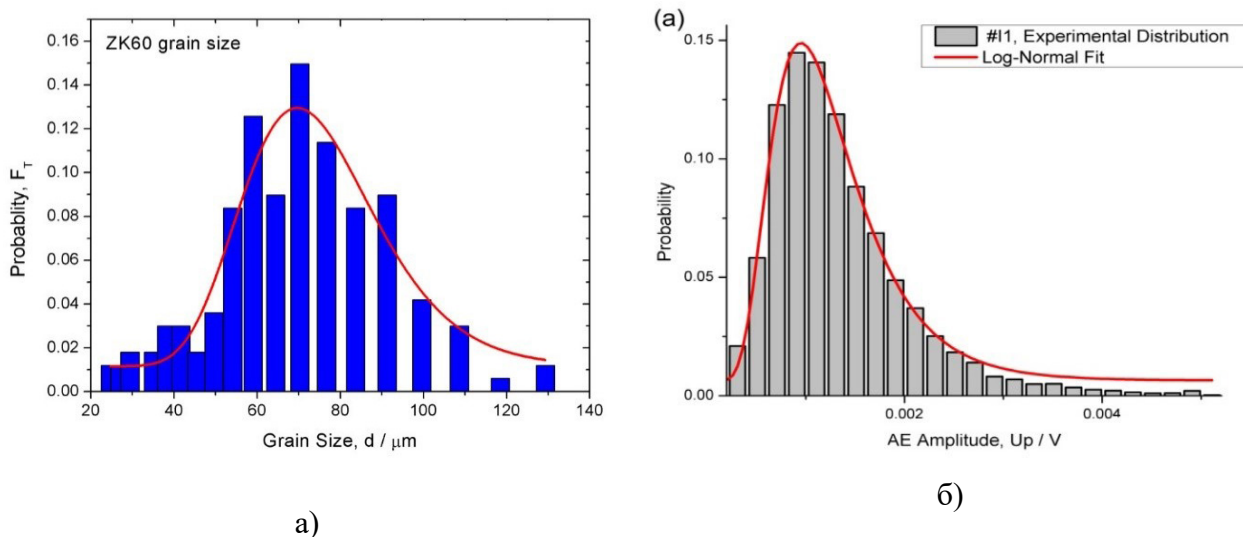 ZK60 grain size
0.16
0.14
0.12
0.10
0.08
0.06
0.04
0.02
0.00
Probablity, F_T
20 40 60 80 100 120 140
Grain Size, d / μm
а)
(a)
#I1, Experimental Distribution
Log-Normal Fit
0.15
0.10
0.05
0.00
Probability
0.002 0.004
AE Amplitude, Up / V
б)